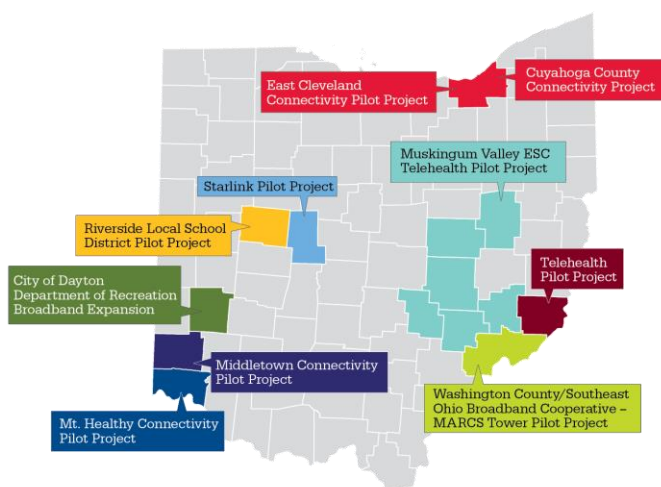 East Cleveland
Connectivity Pilot Project
Cuyahoga County
Connectivity Project
Muskingum Valley ESC
Telehealth Pilot Project
Starlink Pilot Project
Riverside Local School
District Pilot Project
Telehealth
Pilot Project
City of Dayton
Department of Recreation
Broadband Expansion
Middletown Connectivity
Pilot Project
Washington County/Southeast
Ohio Broadband Cooperative –
MARCS Tower Pilot Project
Mt. Healthy Connectivity
Pilot Project